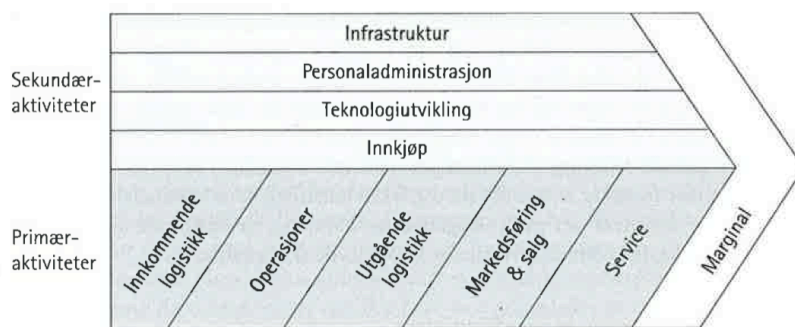 Infrastruktur
Personaladministrasjon
Teknologiutvikling
Innkjøp
Sekundær-
aktiviteter
Primær-
aktiviteter
Innkommende
logistikk
Operasjoner
Utgående
logistikk
Markedsføring
& salg
Service
Marginal